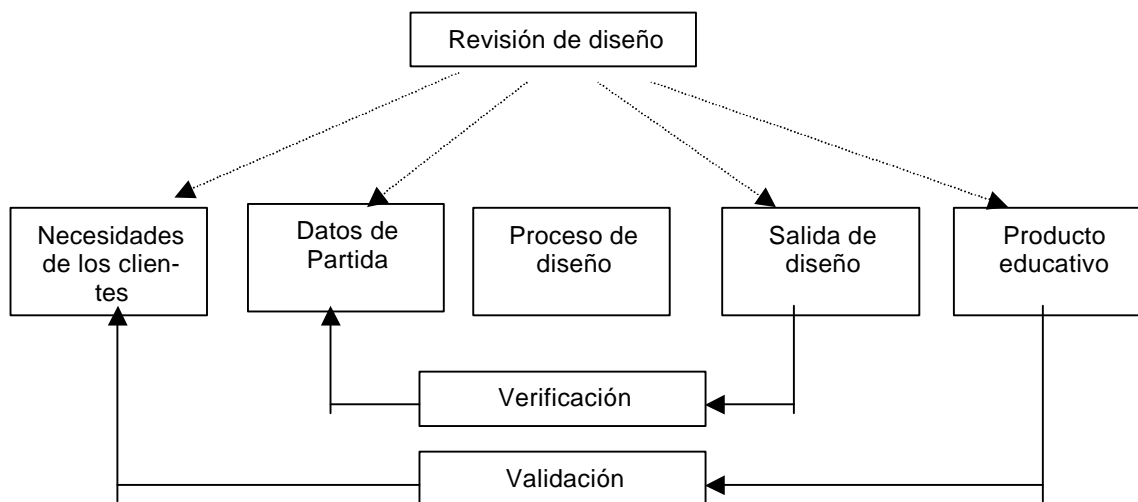 Revisión de diseño
Necesidades
de los clien-
tes
Datos de
Partida
Proceso de
diseño
Salida de
diseño
Producto
educativo
Verificación
Validación